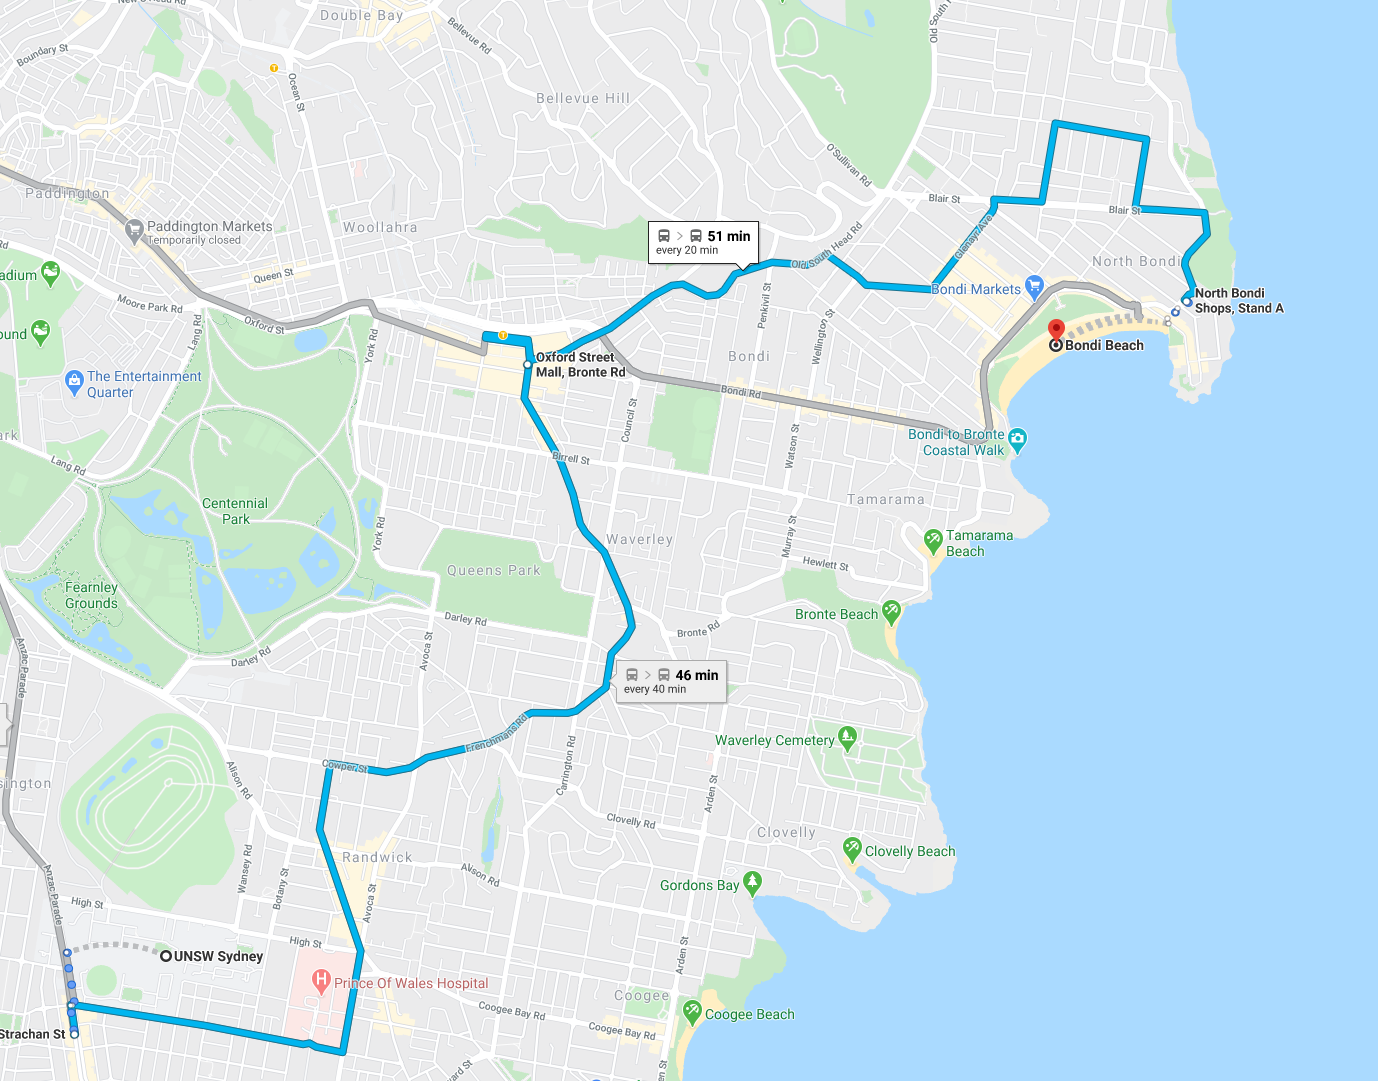 New S Head Rd
Double Bay
Bellevue Rd
Old South H
Boundary St
T
Ocean St
Bellevue Hill
O'Sullivan Rd
Paddington
Paddington Markets
Temporarily closed
Woollahra
Blair St
Blair St
51 min
every 20 min
Old South Head Rd
Glenayr Ave
North Bondi
Queen St
adium
Moore Park Rd
Oxford St
Lang Rd
York Rd
Penkivil St
Wellington St
Bondi Markets
North Bondi
Shops, Stand A
ound
T
Bondi Beach
Oxford Street
Mall, Bronte Rd
Bondi
The Entertainment
Quarter
Bondi Rd
Council St
Watson St
ark
Lang Rd
Birrell St
Bondi to Bronte
Coastal Walk
Centennial
Park
York Rd
Tamarama
Waverley
Murray St
Tamarama
Beach
Queens Park
Hewlett St
Fearnley
Grounds
Darley Rd
Bronte Beach
Bronte Rd
Anzac Parade
Darley Rd
Avoca St
46 min
every 40 min
Frenchmans Rd
Waverley Cemetery
Cowper St
Carrington Rd
sington
Alison Rd
Arden St
Clovelly Rd
Clovelly
Randwick
Clovelly Beach
Wansey Rd
Botany St
Alison Rd
Avoca St
Gordons Bay
Anzac Parade
High St
High St
UNSW Sydney
Arden St
H
Prince Of Wales Hospital
Coogee
Coogee Bay Rd
Coogee Bay Rd
Coogee Beach
Strachan St
ward St
en St